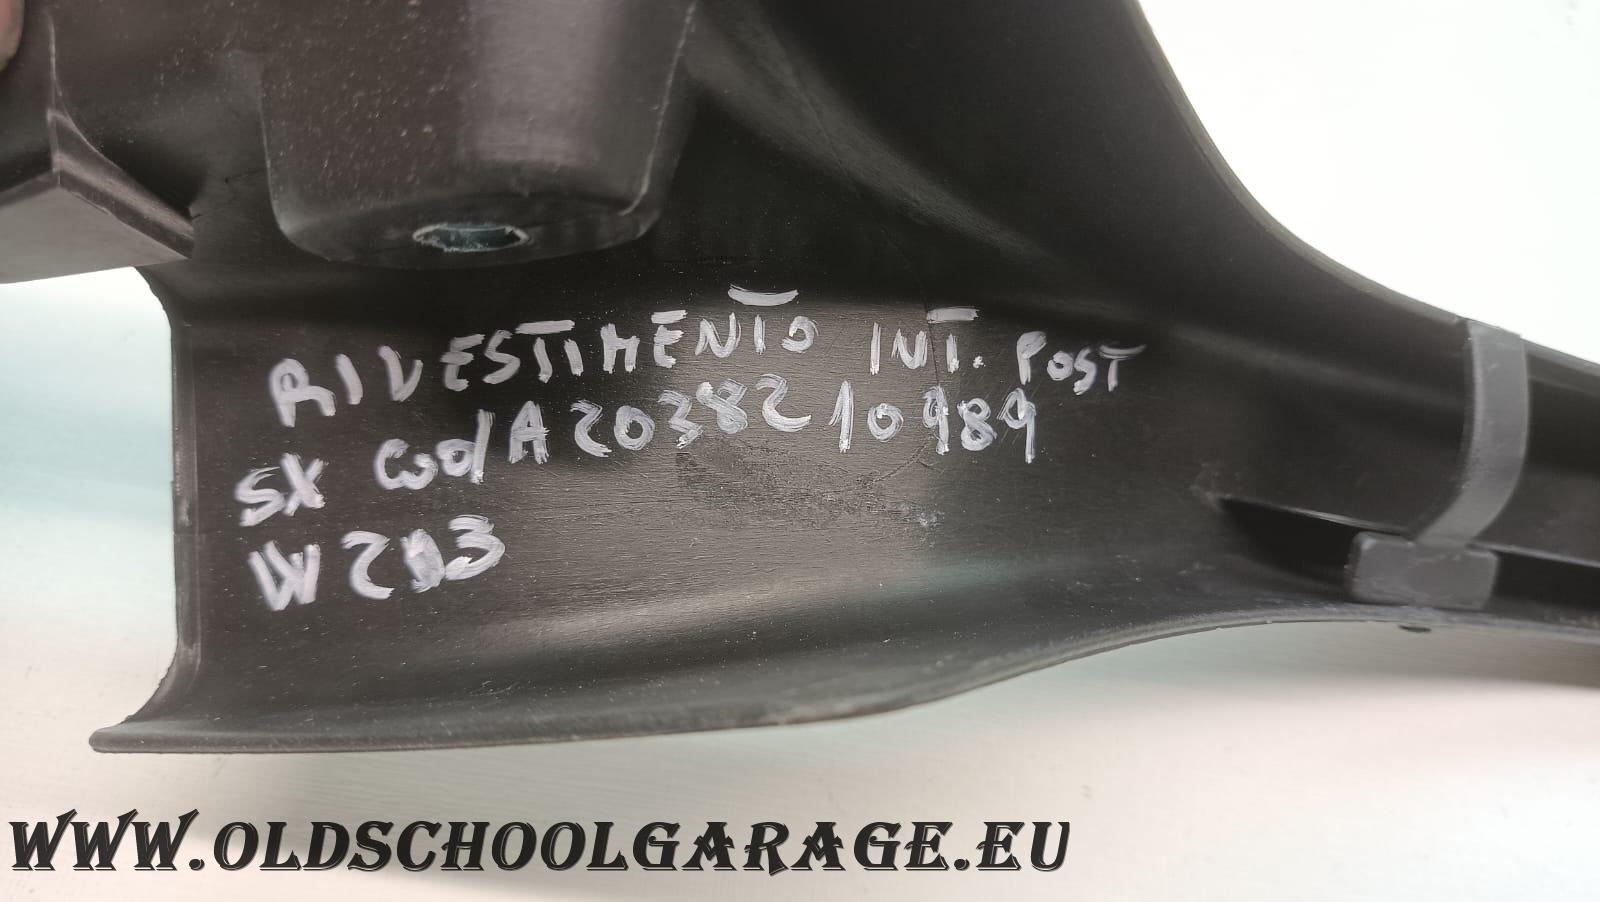 RIVESTIMENTO INT. POST
SX Cod A2038210989
W203
WWW.OLDSCHOOLGARAGE.EU